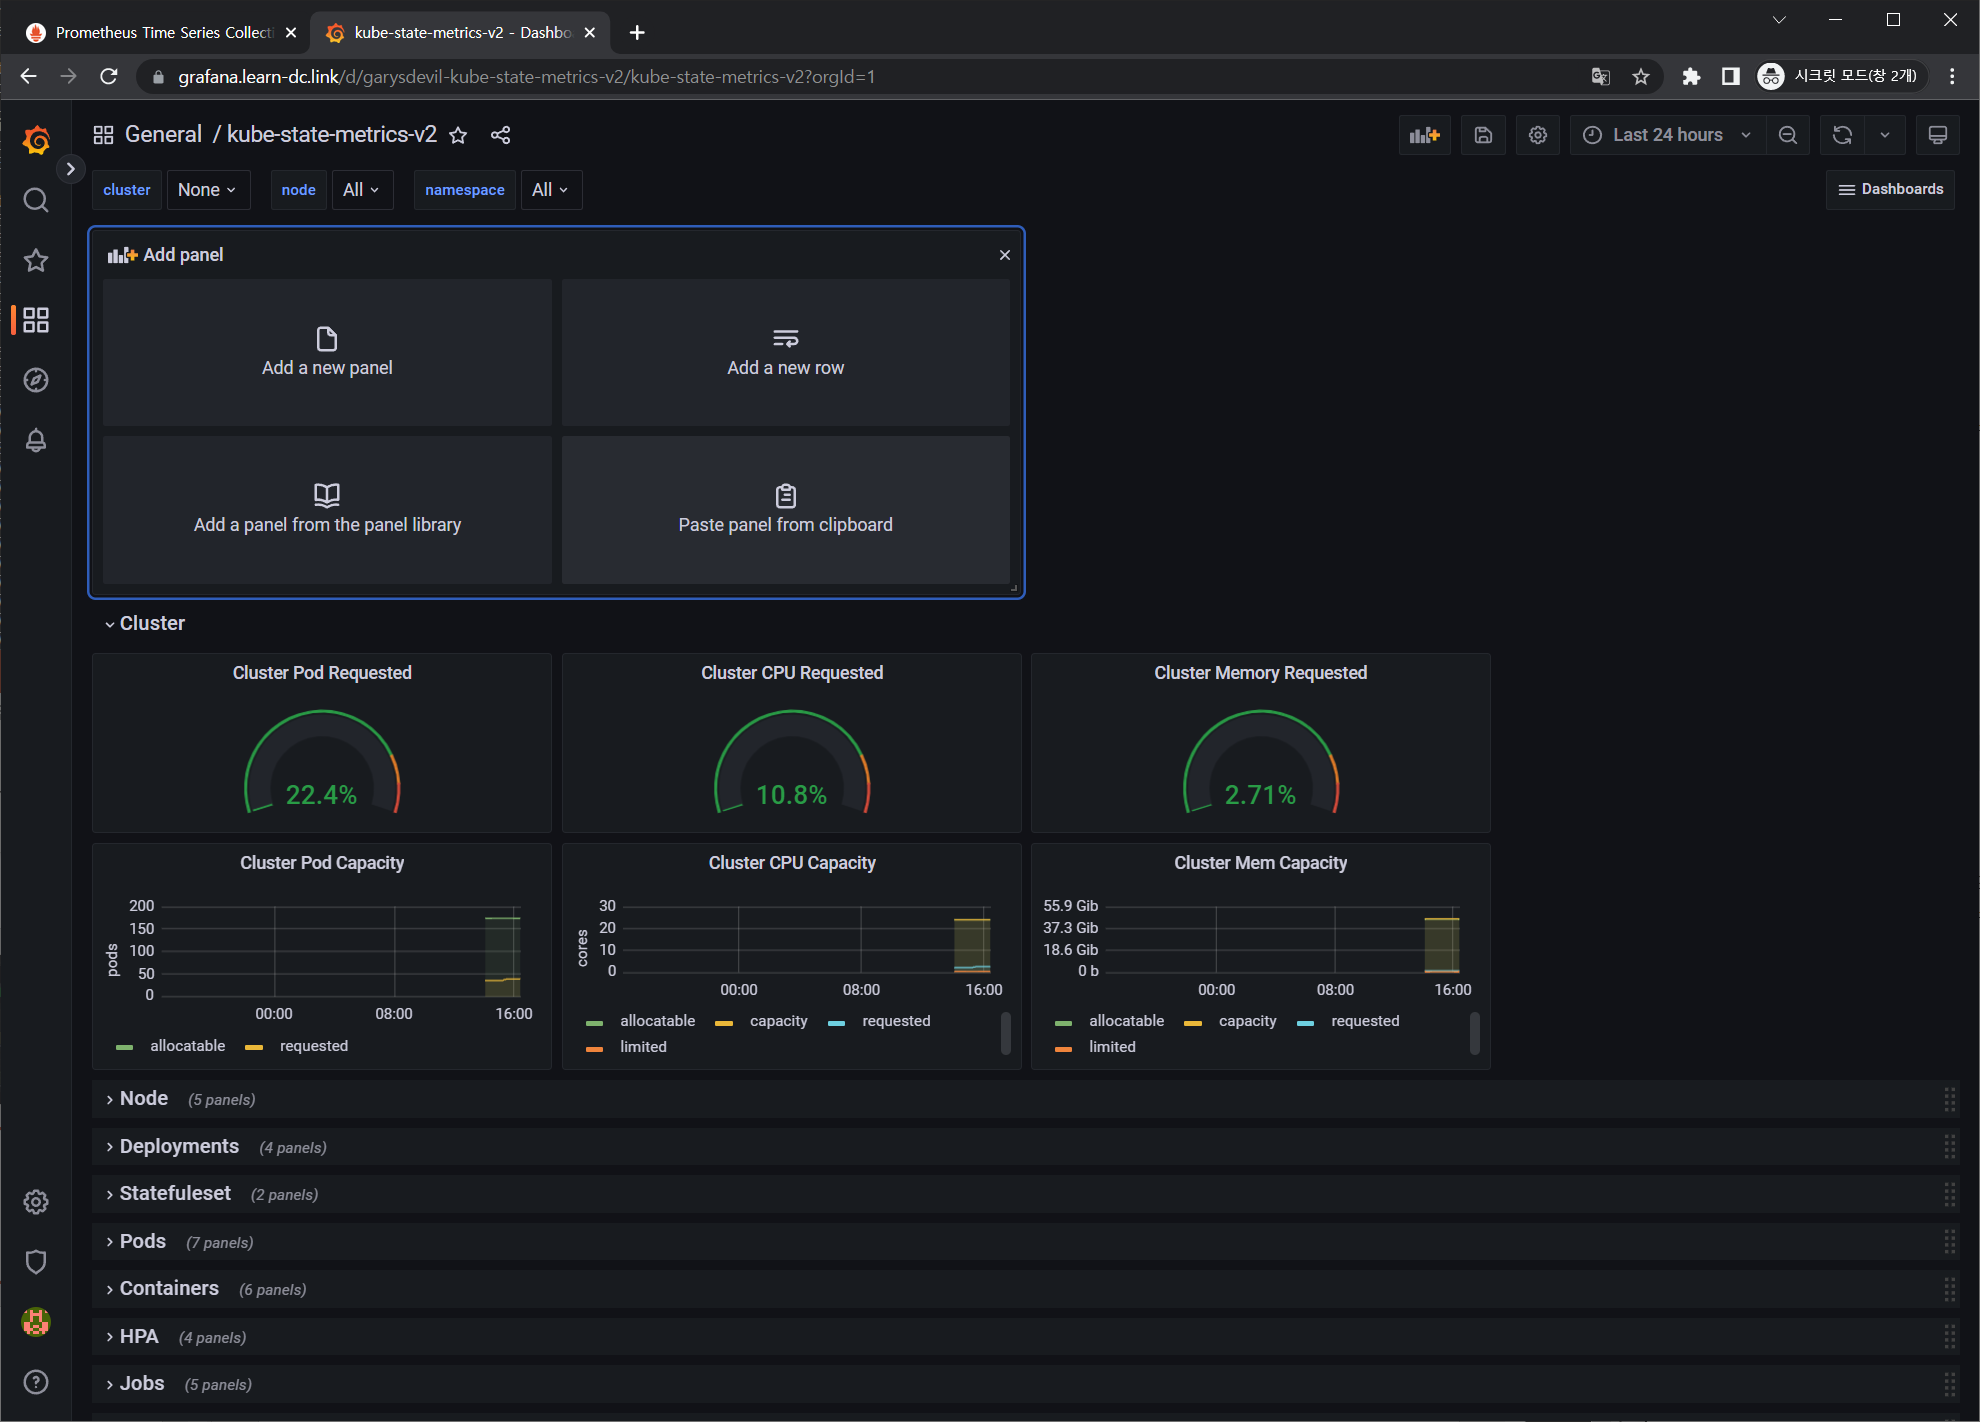 Prometheus Time Series Collecti
kube-state-metrics-v2 - Dashbo
grafana.learn-dc.link/d/garysdevil-kube-state-metrics-v2/kube-state-metrics-v2?orgId=1
시크릿 모드(창 2개)
General / kube-state-metrics-v2
Last 24 hours
cluster None node All namespace All
Dashboards
Add panel
Add a new panel
Add a new row
Add a panel from the panel library
Paste panel from clipboard
Cluster
Cluster Pod Requested
22.4%
Cluster CPU Requested
10.8%
Cluster Memory Requested
2.71%
Cluster Pod Capacity
pods
200
150
100
50
0
00:00 08:00 16:00
allocatable requested
Cluster CPU Capacity
cores
30
20
10
0
00:00 08:00 16:00
allocatable capacity requested
limited
Cluster Mem Capacity
55.9 Gib
37.3 Gib
18.6 Gib
0 b
00:00 08:00 16:00
allocatable capacity requested
limited
Node (5 panels)
Deployments (4 panels)
Statefuleset (2 panels)
Pods (7 panels)
Containers (6 panels)
HPA (4 panels)
Jobs (5 panels)